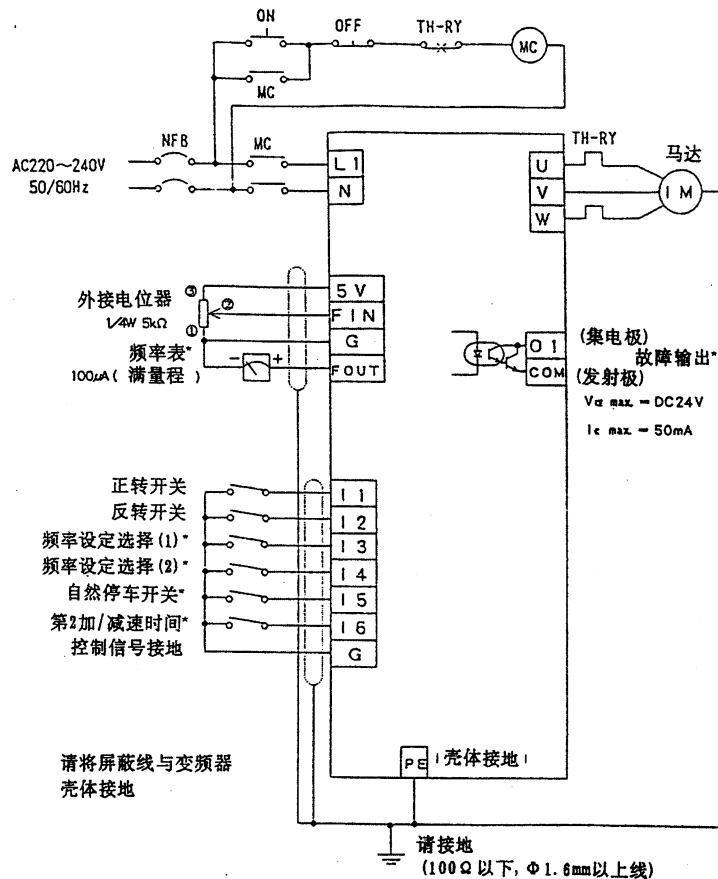 ON
OFF
TH-RY
MC
MC
NFB
MC
AC220～240V
50/60Hz
L1
N
TH-RY
马达
U
V
W
IM
③
外接电位器
②
1/4W 5kΩ
①
5V
FIN
G
FOUT
频率表*
100μA（满量程）
－
＋
O1
COM
(集电极)
故障输出*
(发射极)
Vce max. = DC24V
Ic max. = 50mA
正转开关
I1
反转开关
I2
频率设定选择(1)*
I3
频率设定选择(2)*
I4
自然停车开关*
I5
第2加/减速时间*
I6
控制信号接地
G
请将屏蔽线与变频器
壳体接地
PE
壳体接地
请接地
(100Ω以下,Φ1.6mm以上线)